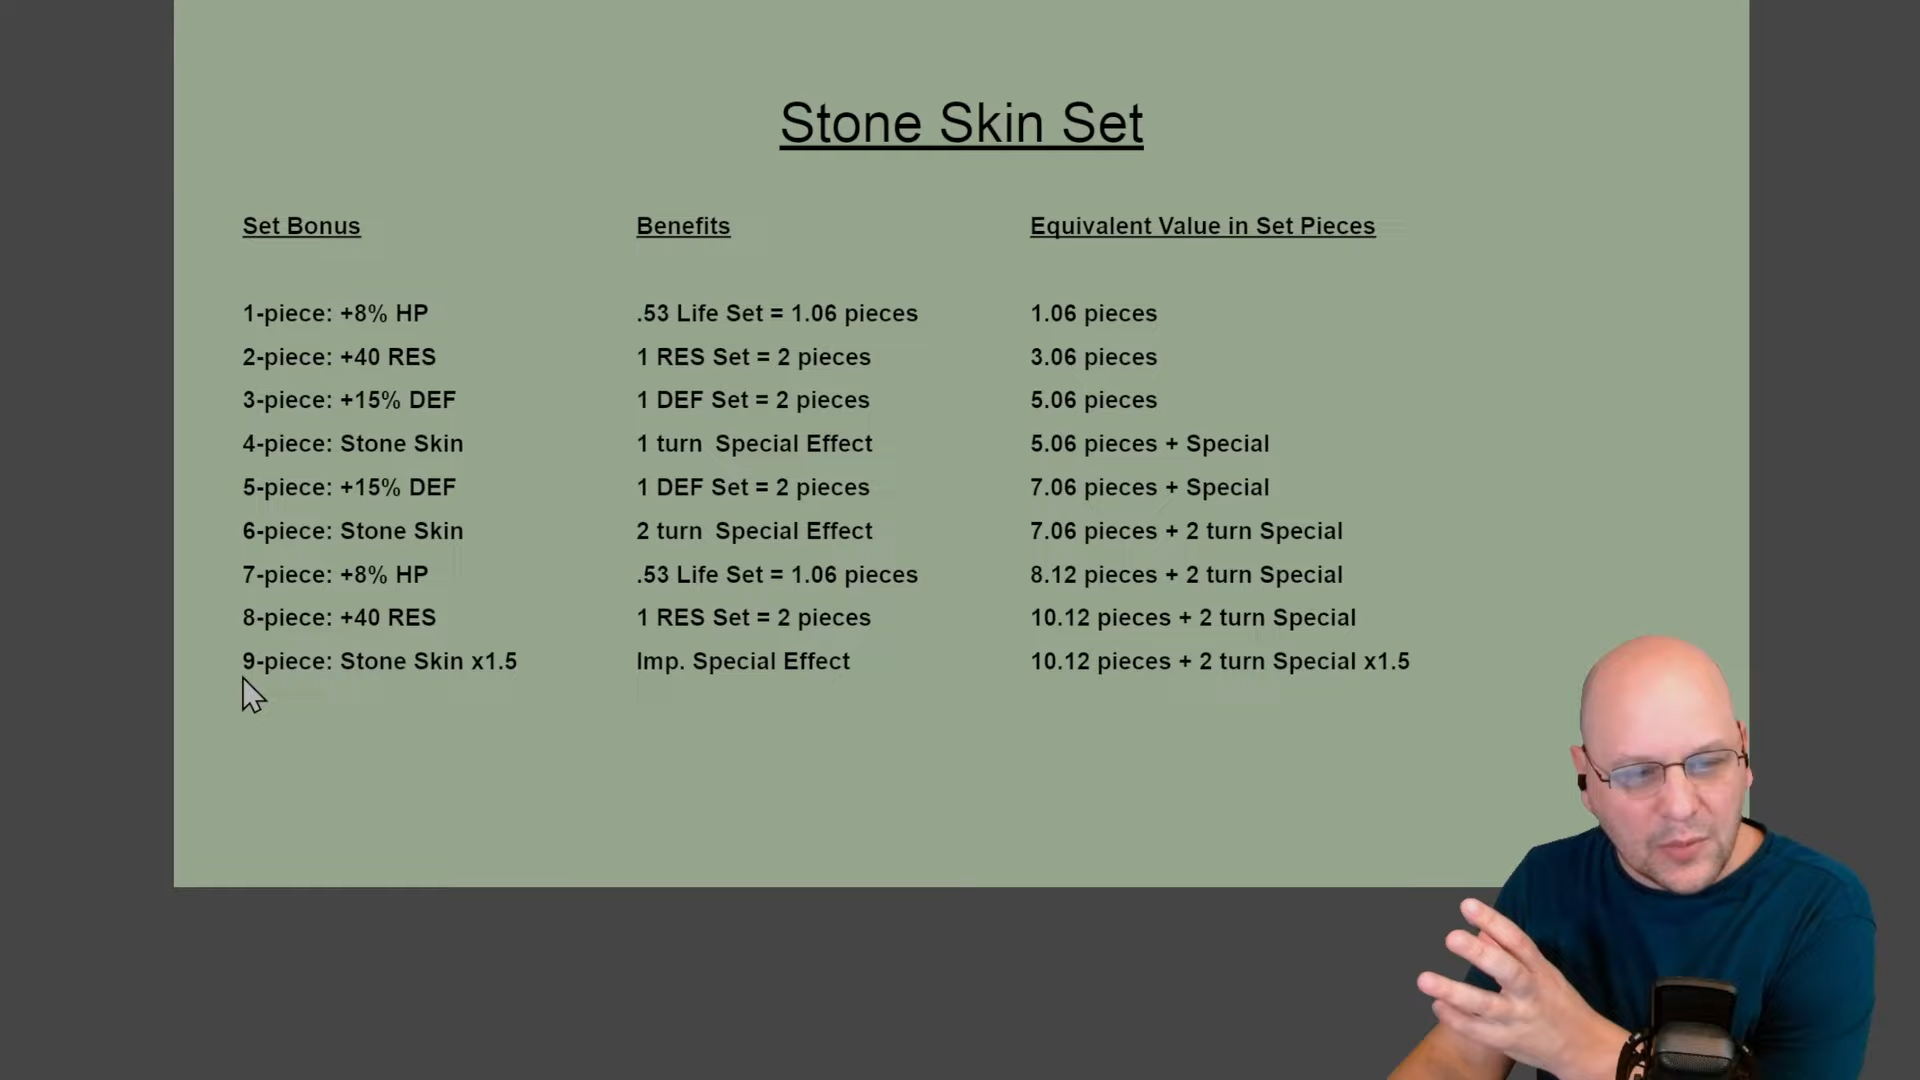 Stone Skin Set
Set Bonus Benefits Equivalent Value in Set Pieces
1-piece: +8% HP .53 Life Set = 1.06 pieces 1.06 pieces
2-piece: +40 RES 1 RES Set = 2 pieces 3.06 pieces
3-piece: +15% DEF 1 DEF Set = 2 pieces 5.06 pieces
4-piece: Stone Skin 1 turn Special Effect 5.06 pieces + Special
5-piece: +15% DEF 1 DEF Set = 2 pieces 7.06 pieces + Special
6-piece: Stone Skin 2 turn Special Effect 7.06 pieces + 2 turn Special
7-piece: +8% HP .53 Life Set = 1.06 pieces 8.12 pieces + 2 turn Special
8-piece: +40 RES 1 RES Set = 2 pieces 10.12 pieces + 2 turn Special
9-piece: Stone Skin x1.5 Imp. Special Effect 10.12 pieces + 2 turn Special x1.5